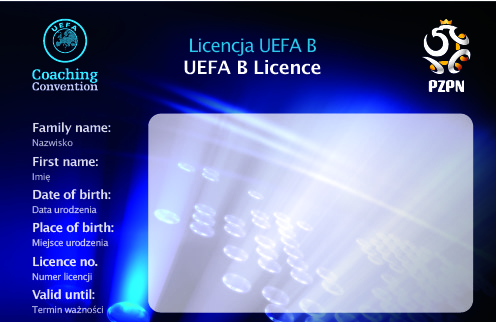 UEFA
Coaching
Convention
Licencja UEFA B
UEFA B Licence
PZPN
Family name:
Nazwisko
First name:
Imię
Date of birth:
Data urodzenia
Place of birth:
Miejsce urodzenia
Licence no.
Numer licencji
Valid until:
Termin ważności